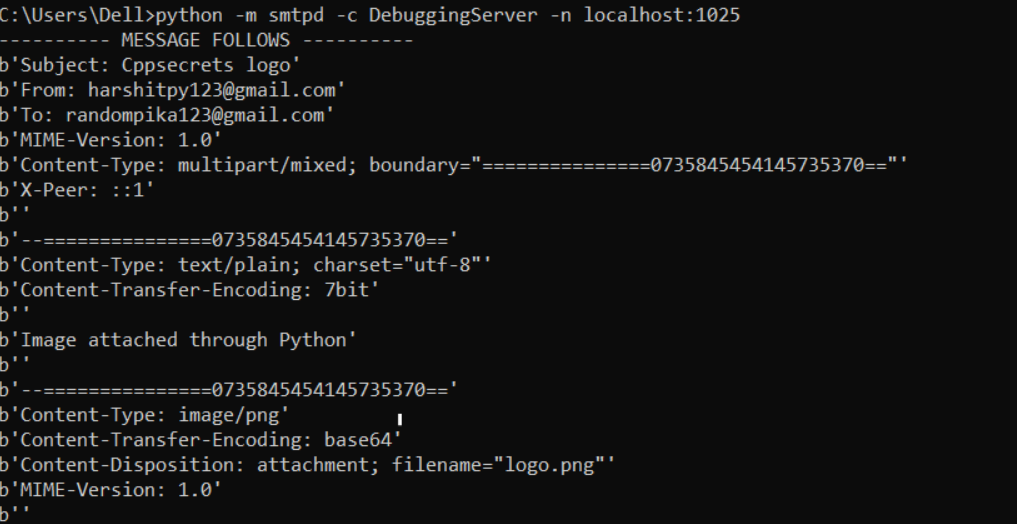 C:\Users\Dell>python -m smtpd -c DebuggingServer -n localhost:1025
---------- MESSAGE FOLLOWS ----------
b'Subject: Cppsecrets logo'
b'From: harshitpy123@gmail.com'
b'To: randompika123@gmail.com'
b'MIME-Version: 1.0'
b'Content-Type: multipart/mixed; boundary="===============0735845454145735370=="'
b'X-Peer: ::1'
b''
b'--===============0735845454145735370=='
b'Content-Type: text/plain; charset="utf-8"'
b'Content-Transfer-Encoding: 7bit'
b''
b'Image attached through Python'
b''
b'--===============0735845454145735370=='
b'Content-Type: image/png'
b'Content-Transfer-Encoding: base64'
b'Content-Disposition: attachment; filename="logo.png"'
b'MIME-Version: 1.0'
b''